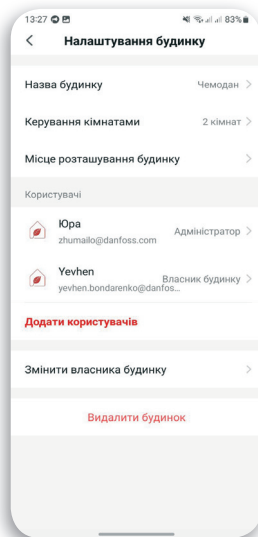 13:27 83%
Налаштування будинку
Назва будинку Чемодан
Керування кімнатами 2 кімнат
Місце розташування будинку
Користувачі
Юра Адміністратор
zhumailo@danfoss.com
Yevhen Власник будинку
yevhen.bondarenko@danfos...
Додати користувачів
Змінити власника будинку
Видалити будинок